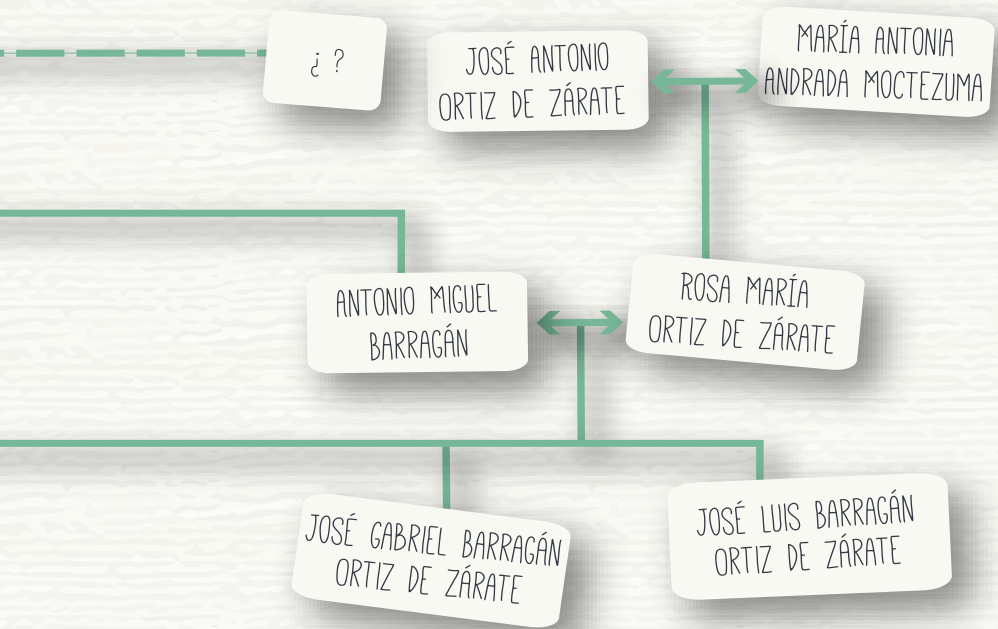 ¿ ?
JOSÉ ANTONIO
ORTIZ DE ZÁRATE
MARÍA ANTONIA
ANDRADA MOCTEZUMA
ANTONIO MIGUEL
BARRAGÁN
ROSA MARÍA
ORTIZ DE ZÁRATE
JOSÉ GABRIEL BARRAGÁN
ORTIZ DE ZÁRATE
JOSÉ LUIS BARRAGÁN
ORTIZ DE ZÁRATE